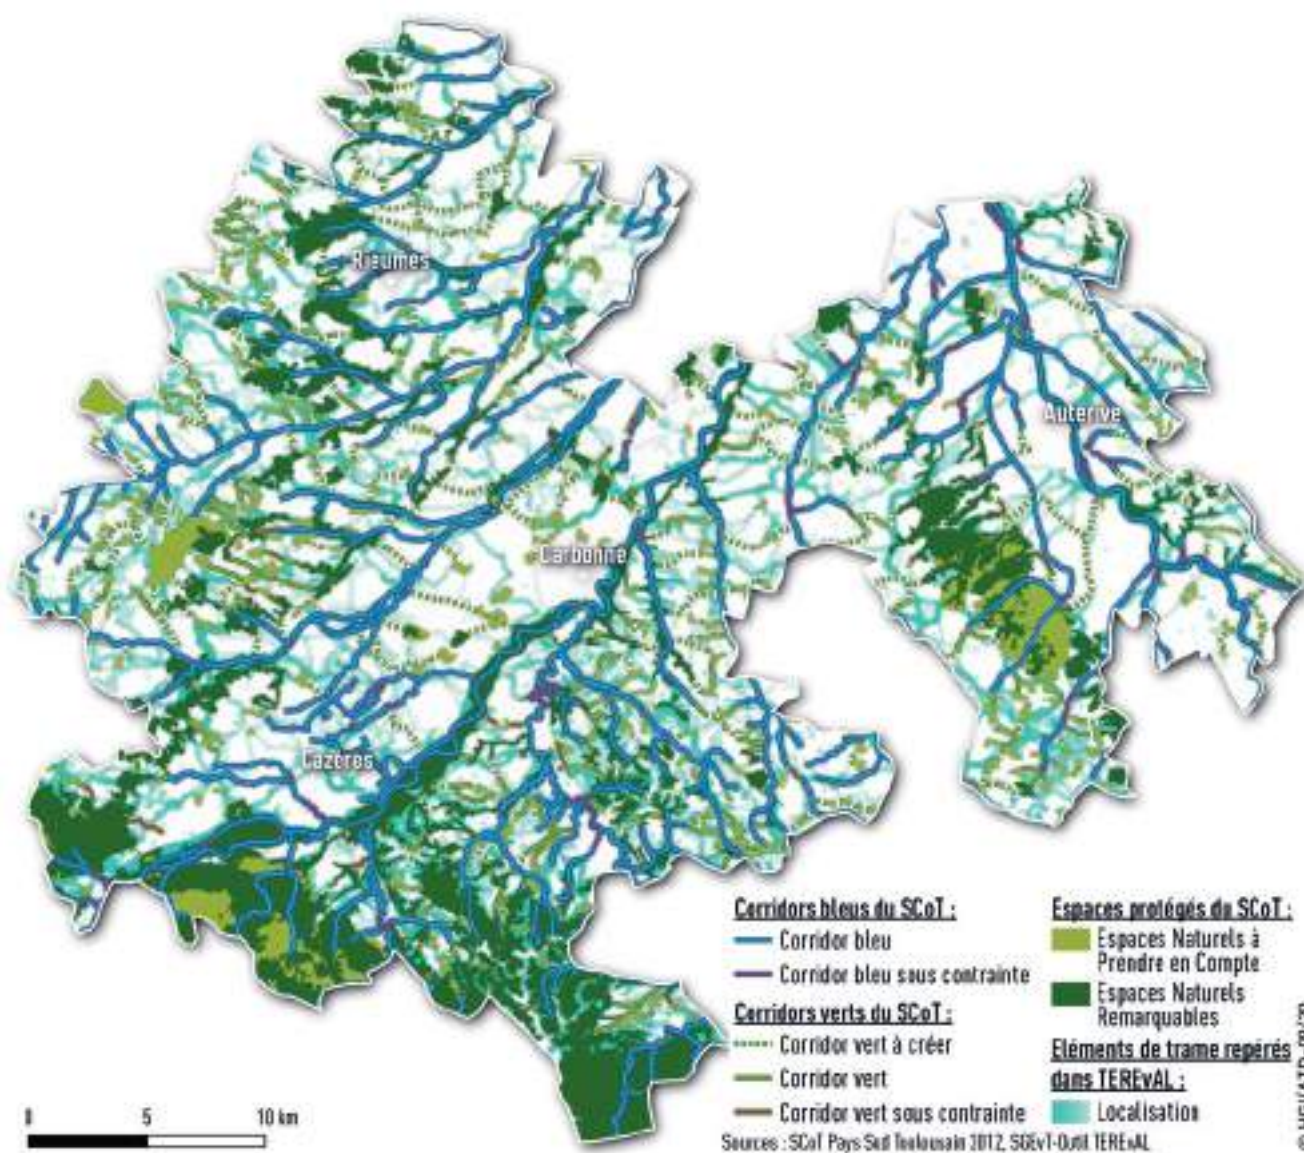 Rieumes
Auterive
Carbonne
Cazères
Corridors bleus du SCoT :
Corridor bleu
Corridor bleu sous contrainte
Corridors verts du SCoT :
Corridor vert à créer
Corridor vert
Corridor vert sous contrainte
Espaces protégés du SCoT :
Espaces Naturels à
Prendre en Compte
Espaces Naturels
Remarquables
Eléments de trame repérés
dans TEREvAL :
Localisation
0 5 10 km
Sources : SCoT Pays Sud Toulousain 2012, SGEvT-Outil TEREvAL